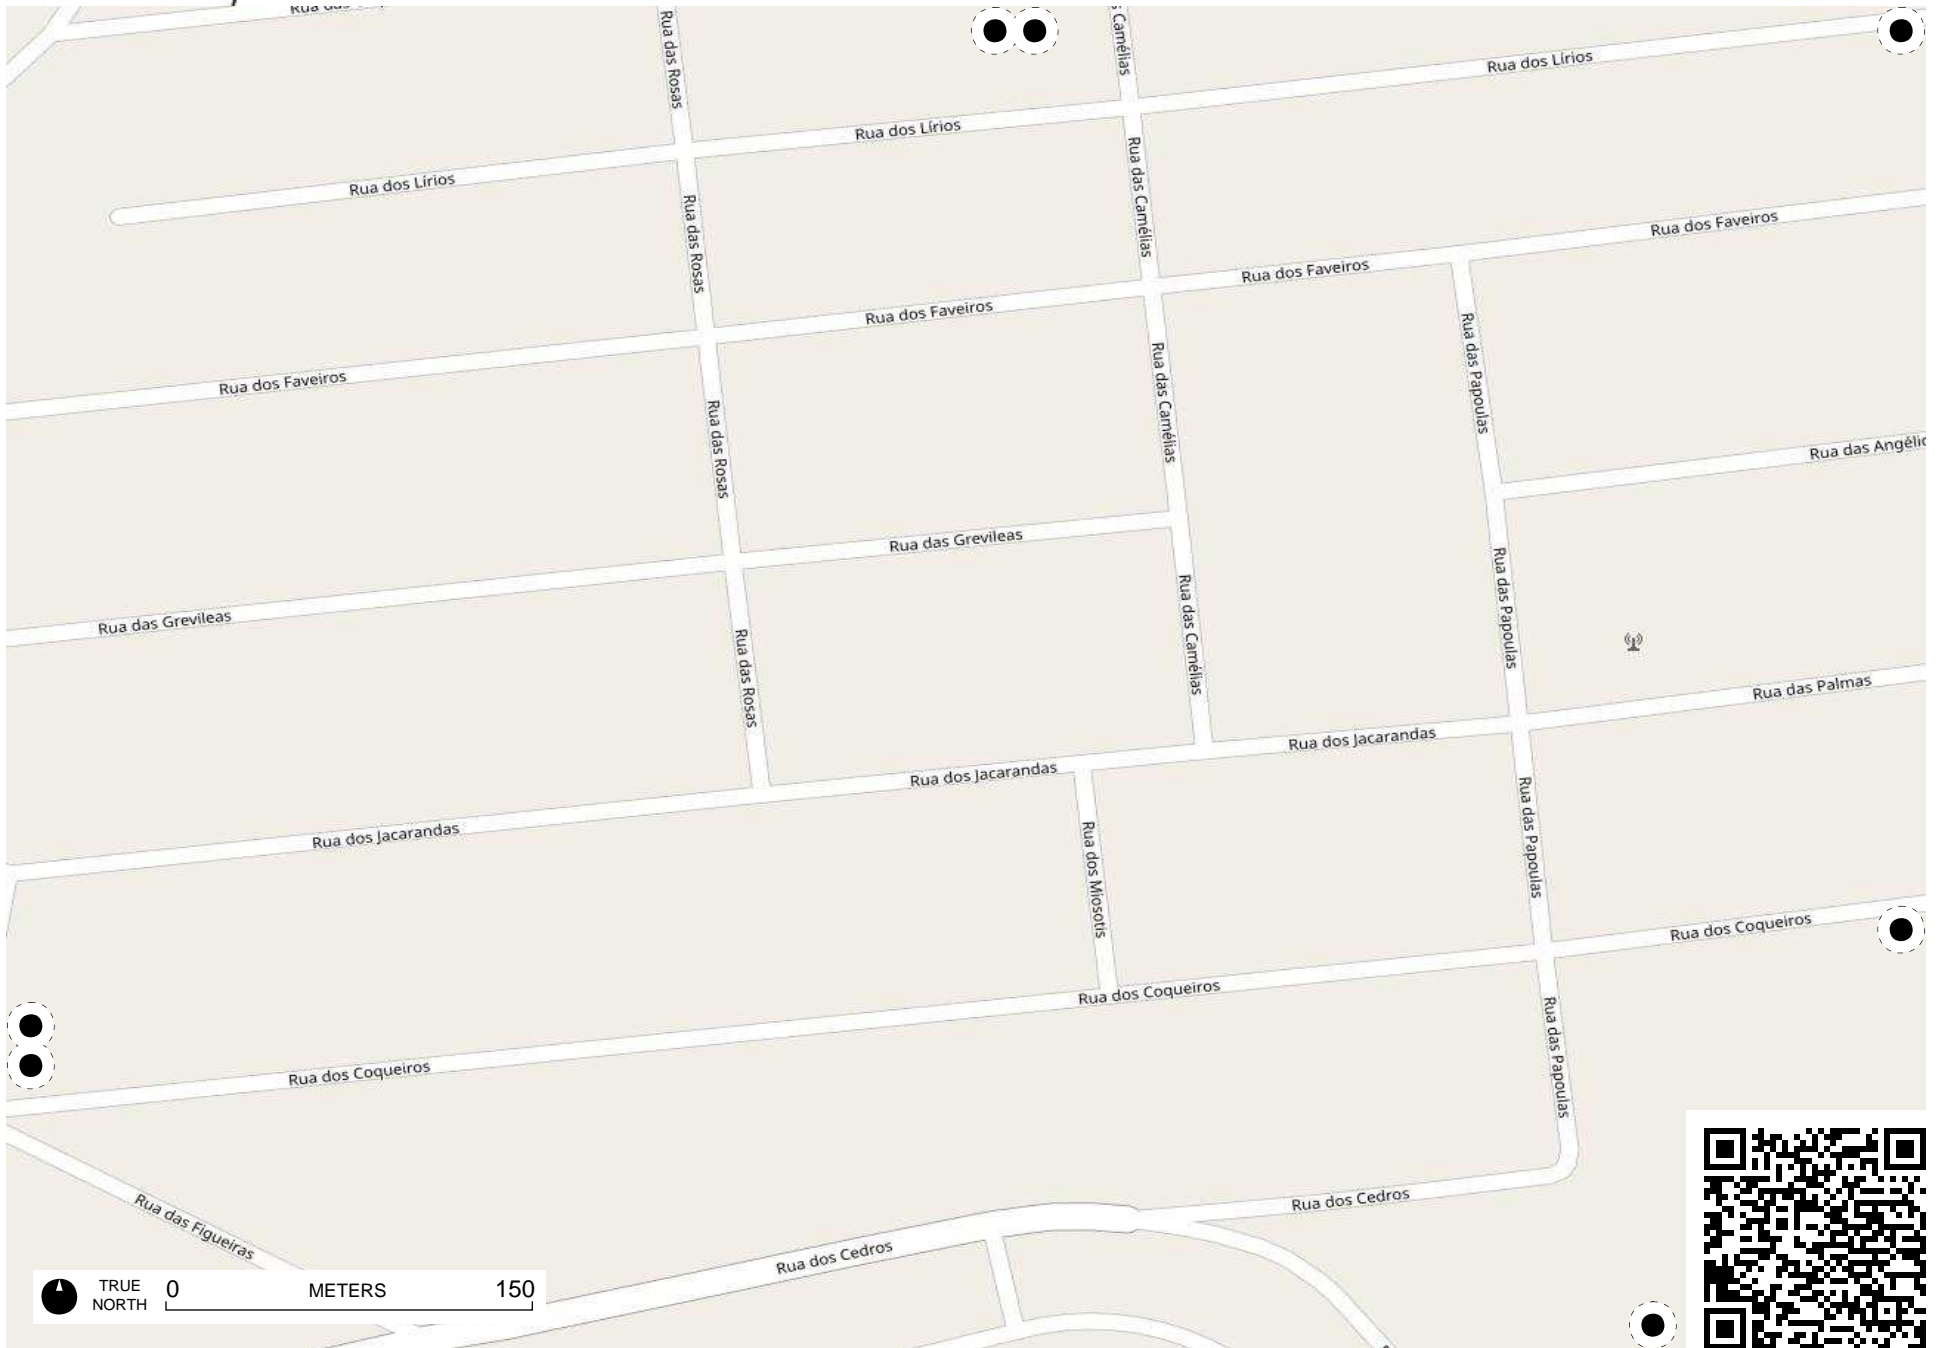 Rua das Rosas
s Camélias
Rua dos Lírios
Rua dos Lírios
Rua dos Lírios
Rua das Camélias
Rua das Rosas
Rua dos Faveiros
Rua dos Faveiros
Rua dos Faveiros
Rua dos Faveiros
Rua das Papoulas
Rua das Camélias
Rua das Rosas
Rua das Angélic
Rua das Grevileas
Rua das Grevileas
Rua das Papoulas
Rua das Camélias
Rua das Rosas
Rua das Palmas
Rua dos Jacarandas
Rua dos Jacarandas
Rua dos Jacarandas
Rua das Papoulas
Rua dos Miosotis
Rua dos Coqueiros
Rua dos Coqueiros
Rua dos Coqueiros
Rua das Papoulas
Rua dos Cedros
Rua das Figueiras
Rua dos Cedros
TRUE NORTH
0 METERS 150